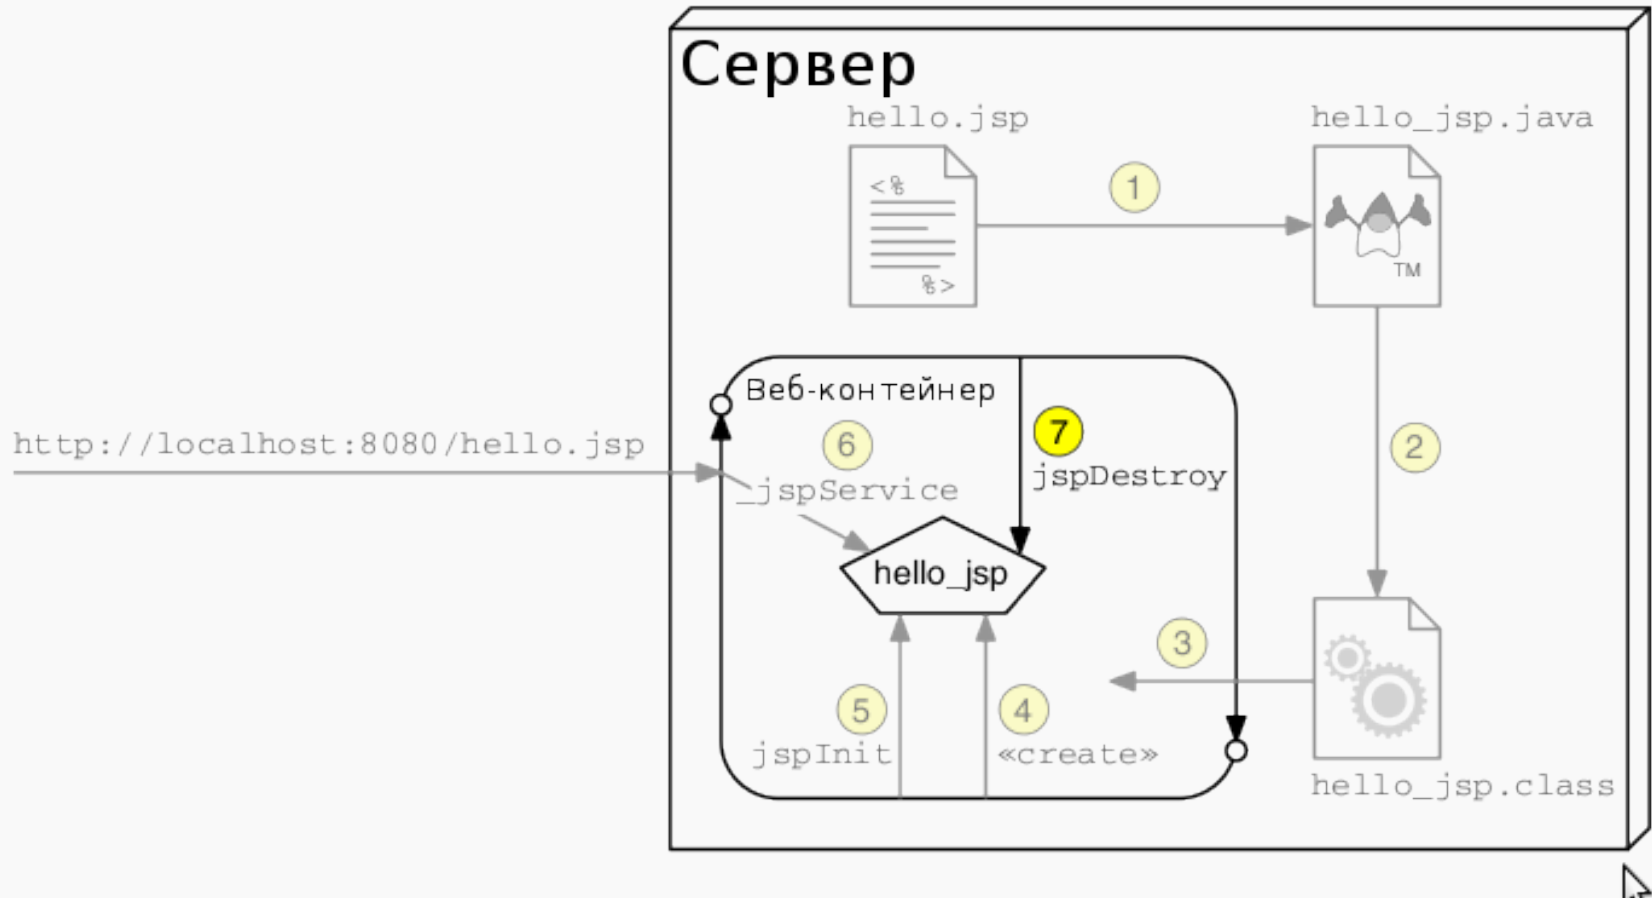 Сервер
hello.jsp
hello_jsp.java
<%
%>
1
TM
Веб-контейнер
http://localhost:8080/hello.jsp
6
7
2
_jspService
jspDestroy
hello_jsp
3
5
4
jspInit
«create»
hello_jsp.class